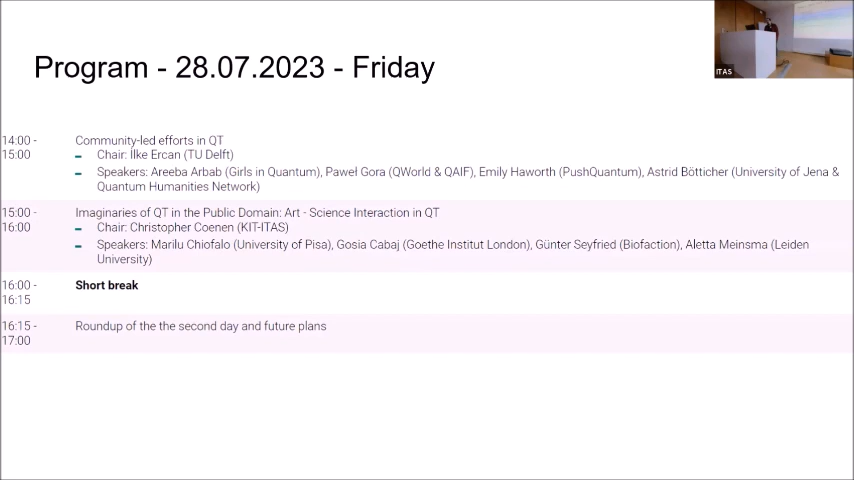 Program - 28.07.2023 - Friday
ITAS
14:00 -
15:00
Community-led efforts in QT
Chair: İlke Ercan (TU Delft)
Speakers: Areeba Arbab (Girls in Quantum), Paweł Gora (QWorld & QAIF), Emily Haworth (PushQuantum), Astrid Bötticher (University of Jena &
Quantum Humanities Network)
15:00 -
16:00
Imaginaries of QT in the Public Domain: Art - Science Interaction in QT
Chair: Christopher Coenen (KIT-ITAS)
Speakers: Marilu Chiofalo (University of Pisa), Gosia Cabaj (Goethe Institut London), Günter Seyfried (Biofaction), Aletta Meinsma (Leiden
University)
16:00 -
16:15
Short break
16:15 -
17:00
Roundup of the the second day and future plans